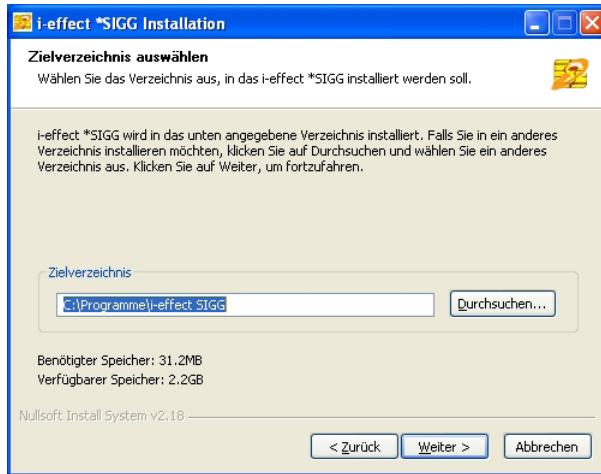 i-effect *SIGG Installation
Zielverzeichnis auswählen
Wählen Sie das Verzeichnis aus, in das i-effect *SIGG installiert werden soll.
i-effect *SIGG wird in das unten angegebene Verzeichnis installiert. Falls Sie in ein anderes
Verzeichnis installieren möchten, klicken Sie auf Durchsuchen und wählen Sie ein anderes
Verzeichnis aus. Klicken Sie auf Weiter, um fortzufahren.
Zielverzeichnis
C:\Programme\i-effect SIGG
Durchsuchen...
Benötigter Speicher: 31.2MB
Verfügbarer Speicher: 2.2GB
Nullsoft Install System v2.18
< Zurück
Weiter >
Abbrechen